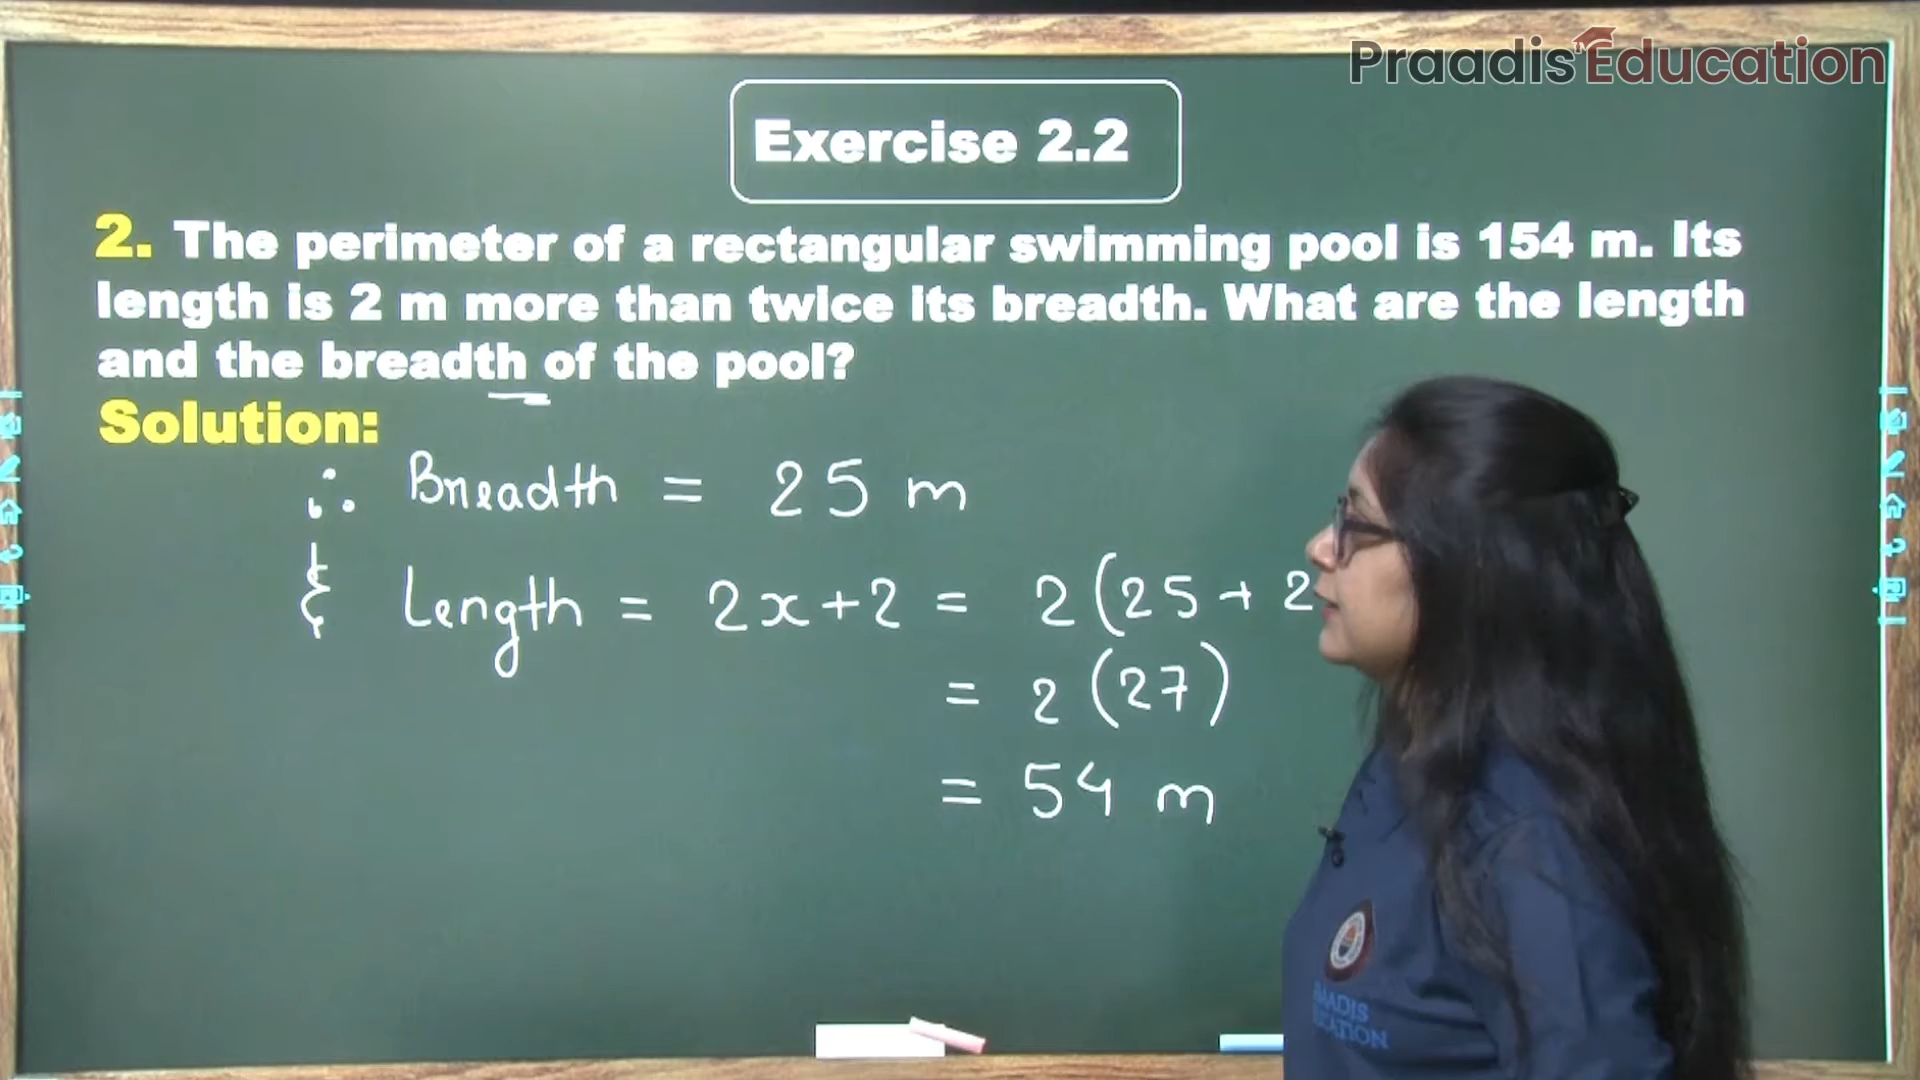 Praadis Education
Exercise 2.2
2. The perimeter of a rectangular swimming pool is 154 m. Its
length is 2 m more than twice its breadth. What are the length
and the breadth of the pool?
Solution:
∴ Breadth = 25 m
& Length = 2x+2 = 2(25+2
= 2(27)
= 54 m